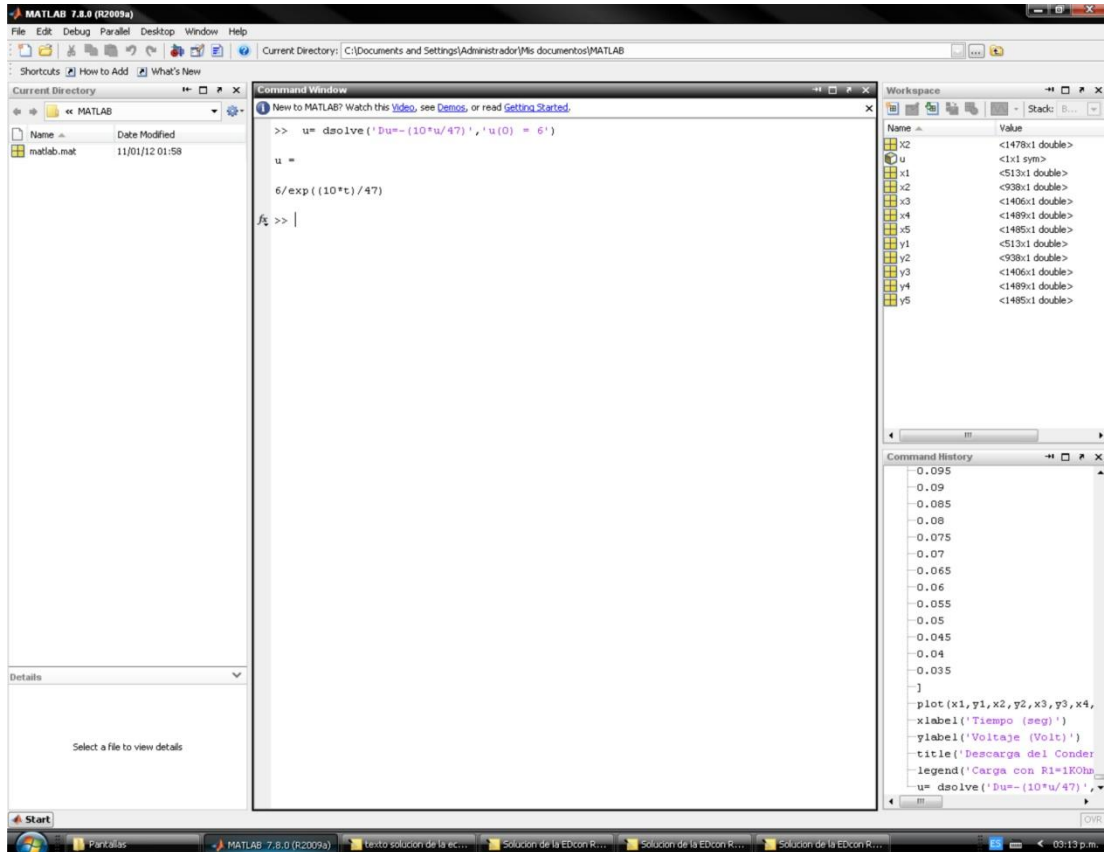 MATLAB 7.8.0 (R2009a)
File Edit Debug Parallel Desktop Window Help
Current Directory: C:\Documents and Settings\Administrador\Mis documentos\MATLAB
Shortcuts How to Add What's New
Current Directory
« MATLAB
Name Date Modified
matlab.mat 11/01/12 01:58
Details
Select a file to view details
Command Window
New to MATLAB? Watch this Video, see Demos, or read Getting Started.
>> u= dsolve('Du=-(10*u/47)','u(0) = 6')
u =
6/exp((10*t)/47)
fx >>
Workspace
Stack: B...
Name Value
X2 <1478x1 double>
u <1x1 sym>
x1 <513x1 double>
x2 <938x1 double>
x3 <1406x1 double>
x4 <1489x1 double>
x5 <1485x1 double>
y1 <513x1 double>
y2 <938x1 double>
y3 <1406x1 double>
y4 <1489x1 double>
y5 <1485x1 double>
Command History
0.095
0.09
0.085
0.08
0.075
0.07
0.065
0.06
0.055
0.05
0.045
0.04
0.035
]
plot(x1,y1,x2,y2,x3,y3,x4,
xlabel('Tiempo (seg)')
ylabel('Voltaje (Volt)')
title('Descarga del Conder
legend('Carga con R1=1KOhm
u= dsolve('Du=-(10*u/47)',
Start
OVR
Pantallas
MATLAB 7.8.0 (R2009a)
texto solucion de la ec...
Solucion de la EDcon R...
Solucion de la EDcon R...
Solucion de la EDcon R...
ES
03:13 p.m.